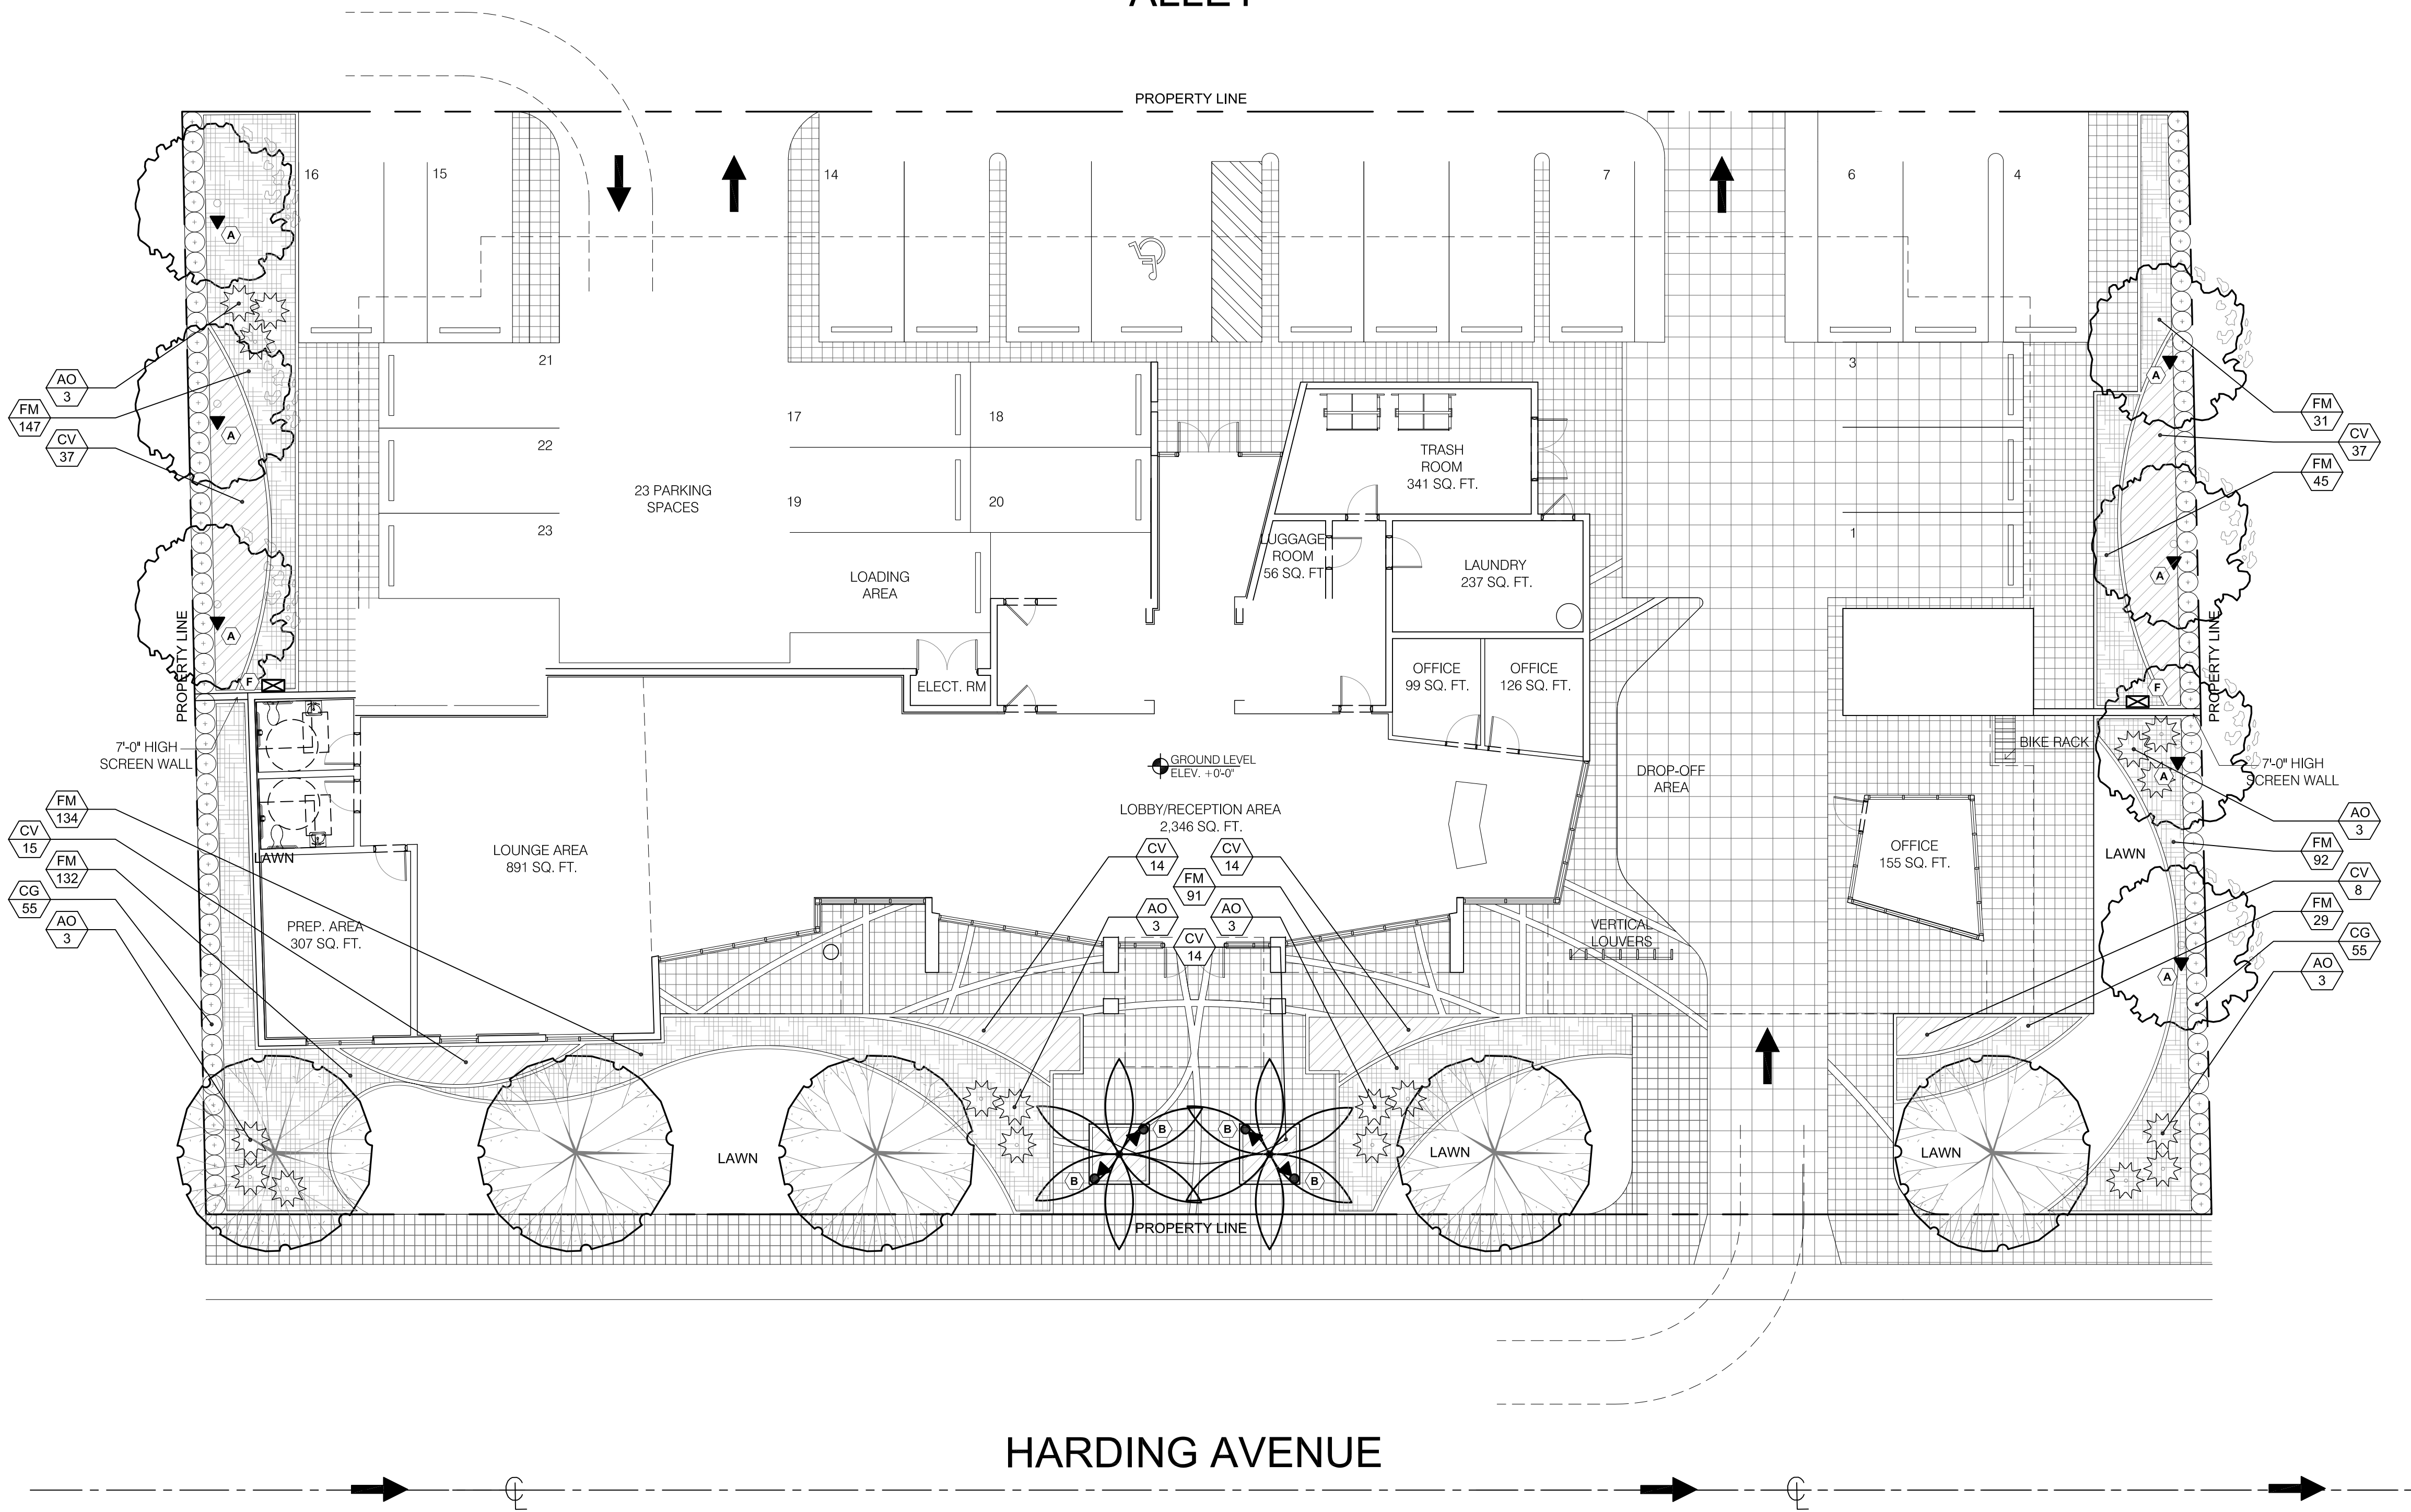 ALLEY
PROPERTY LINE
16
15
14
7
6
4
A
A
A
F
A
A
F
A
A
21
22
23
17
18
19
20
3
1
23 PARKING
SPACES
LOADING
AREA
ELECT. RM
TRASH
ROOM
341 SQ. FT.
LUGGAGE
ROOM
56 SQ. FT
LAUNDRY
237 SQ. FT.
OFFICE
99 SQ. FT.
OFFICE
126 SQ. FT.
AO
3
FM
147
CV
37
FM
31
CV
37
FM
45
PROPERTY LINE
PROPERTY LINE
7'-0" HIGH
SCREEN WALL
BIKE RACK
7'-0" HIGH
SCREEN WALL
GROUND LEVEL
ELEV. +0'-0"
LOBBY/RECEPTION AREA
2,346 SQ. FT.
DROP-OFF
AREA
LOUNGE AREA
891 SQ. FT.
LAWN
PREP. AREA
307 SQ. FT.
OFFICE
155 SQ. FT.
LAWN
VERTICAL
LOUVERS
FM
134
CV
15
FM
132
CG
55
AO
3
CV
14
CV
14
FM
91
AO
3
AO
3
CV
14
AO
3
FM
92
CV
8
FM
29
CG
55
AO
3
B
B
B
B
LAWN
LAWN
LAWN
PROPERTY LINE
HARDING AVENUE
CL
CL